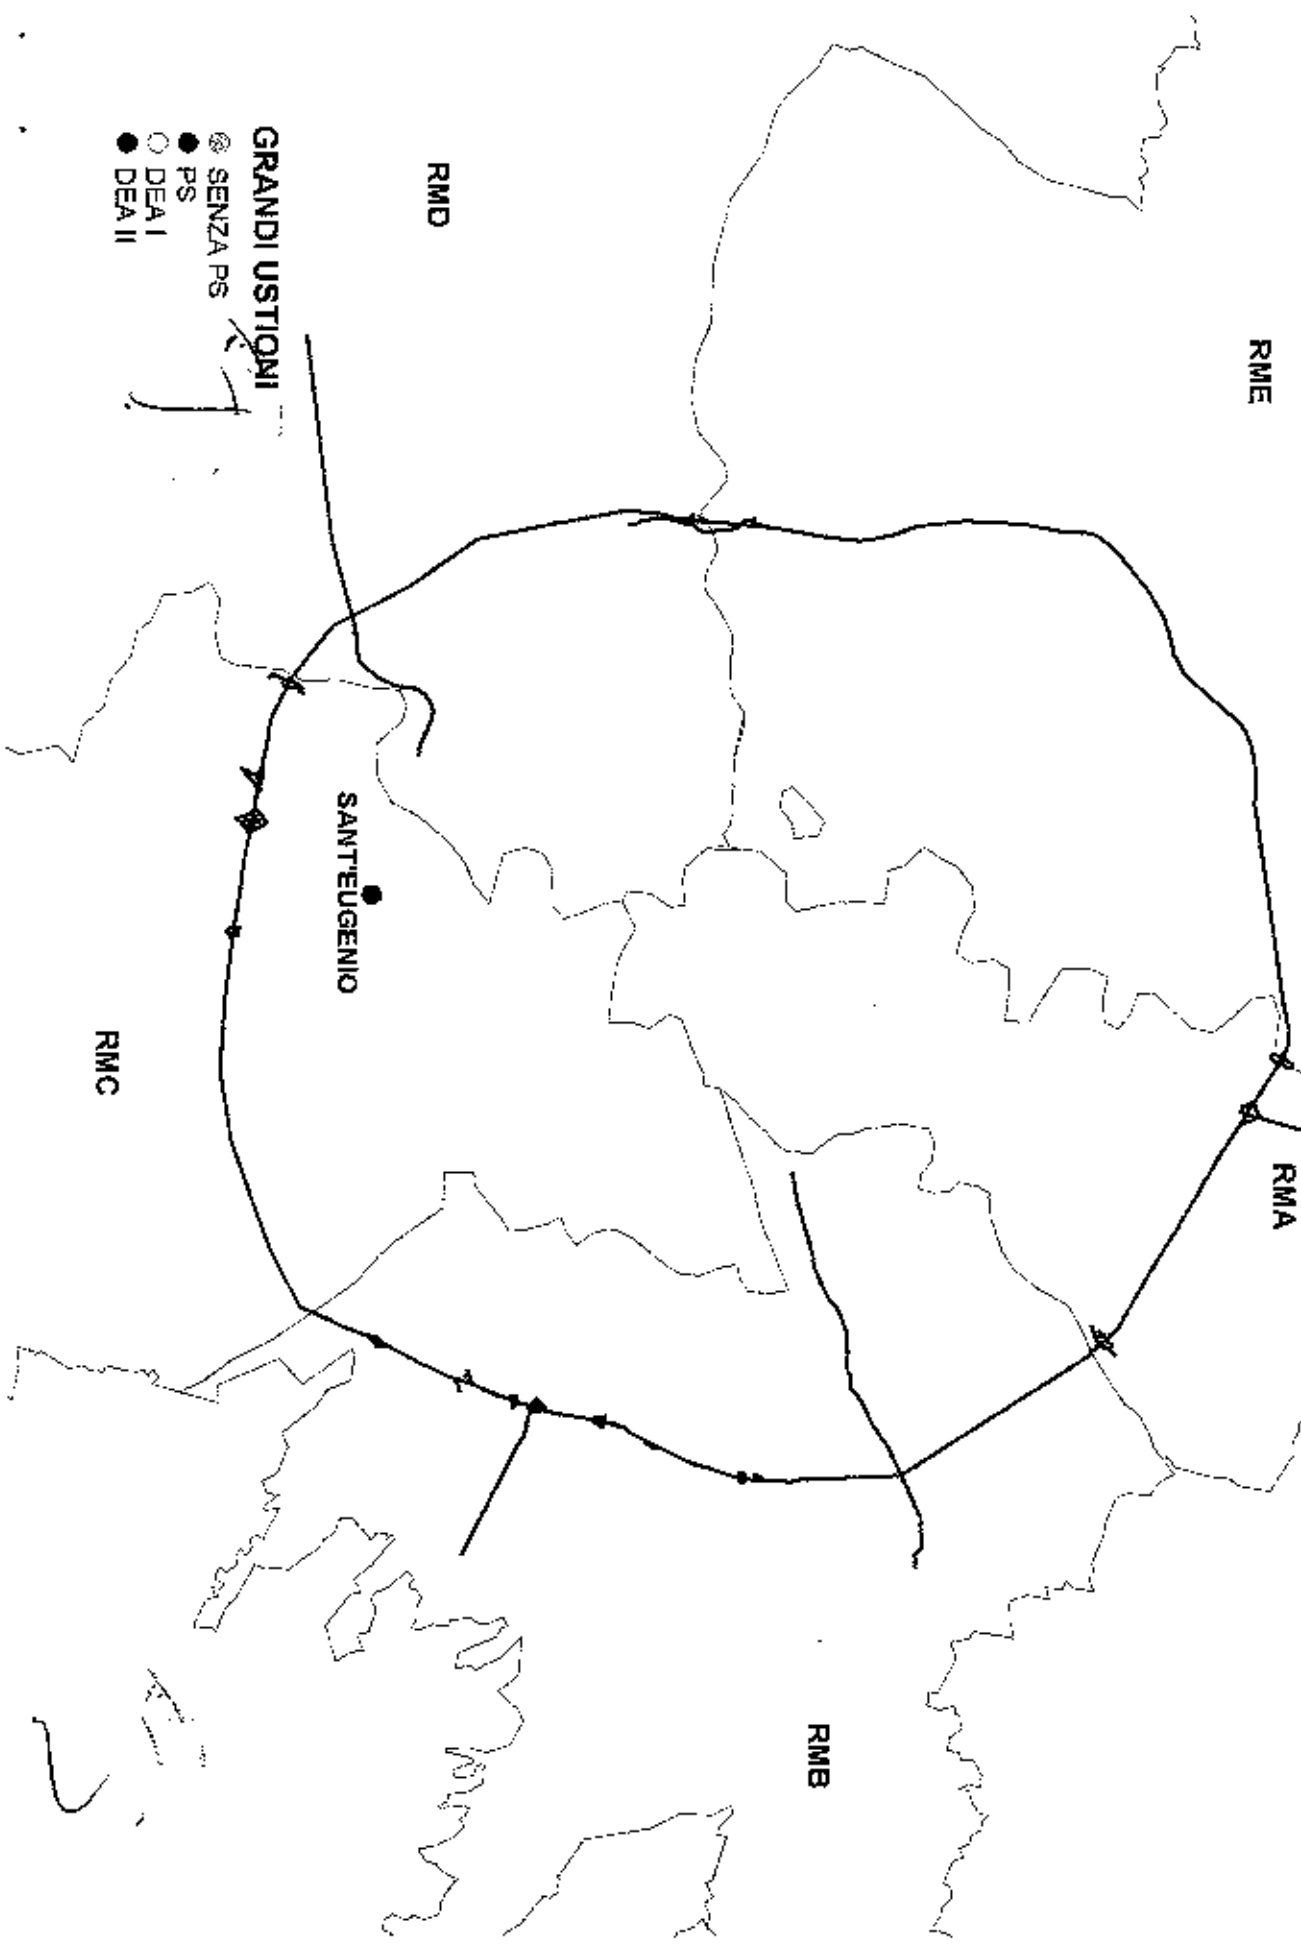 RME
RMA
RMD
RMB
SANT'EUGENIO
RMC
GRANDI USTIONI
SENZA PS
PS
DEA I
DEA II